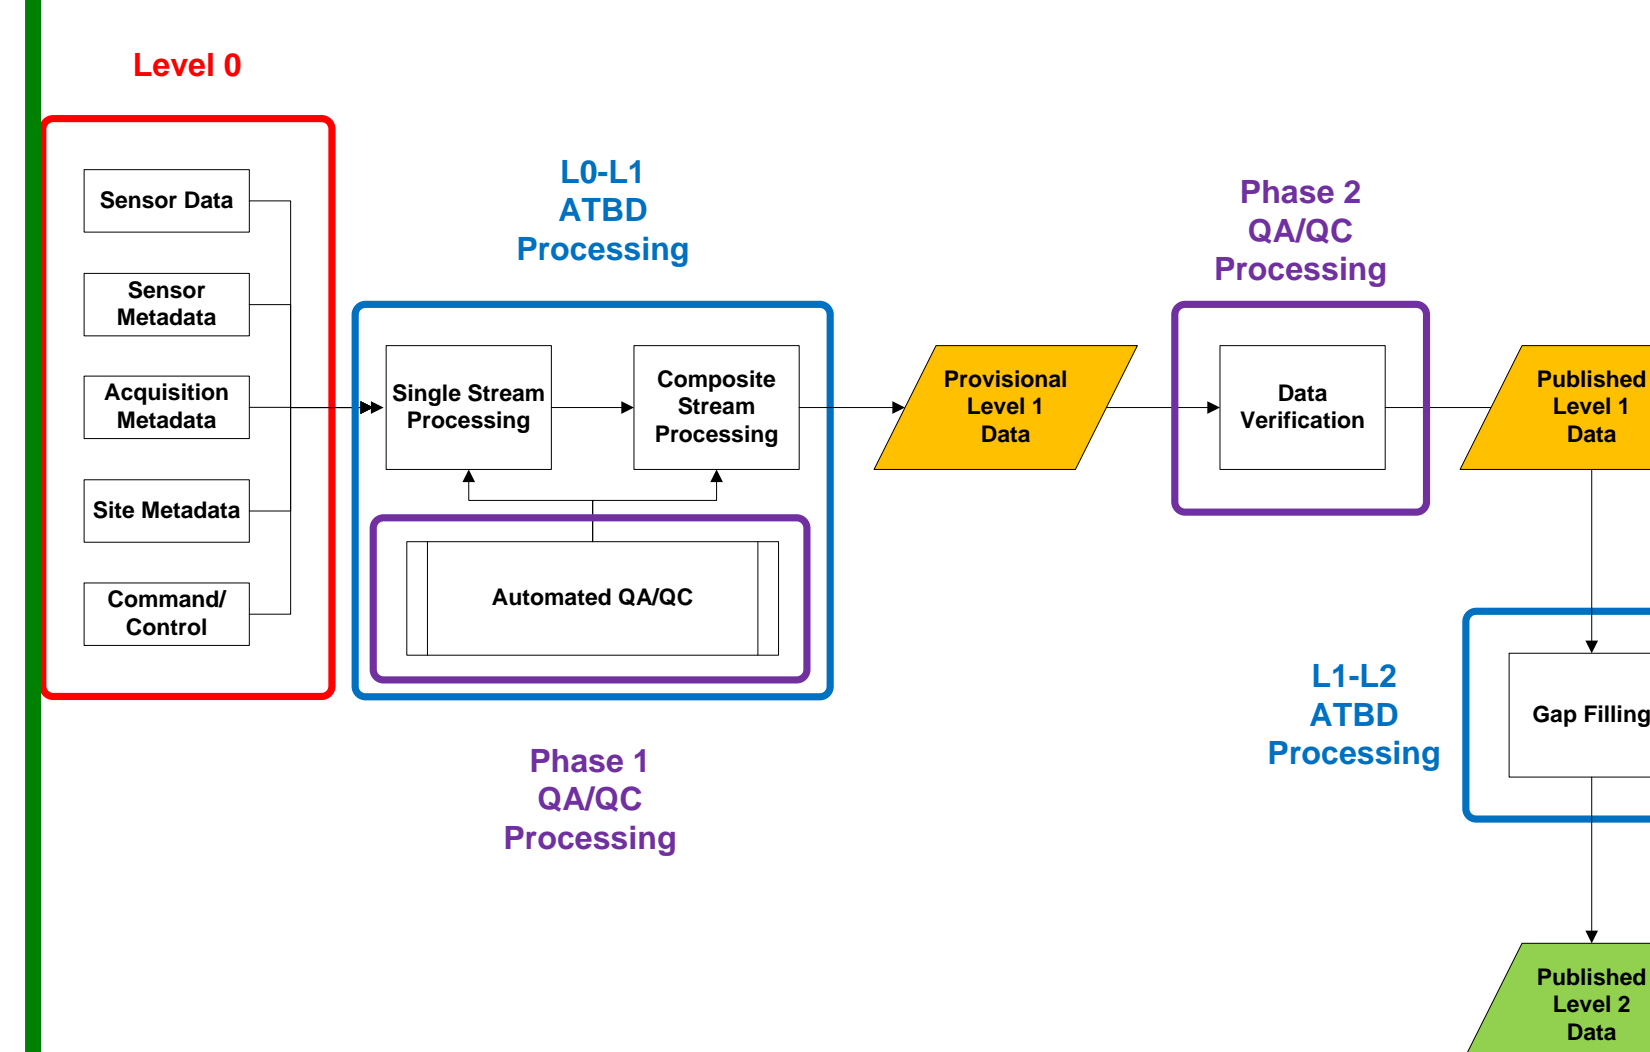 Level 0
Sensor Data
Sensor
Metadata
Acquisition
Metadata
Site Metadata
Command/
Control
L0-L1
ATBD
Processing
Single Stream
Processing
Composite
Stream
Processing
Automated QA/QC
Phase 1
QA/QC
Processing
Provisional
Level 1
Data
Phase 2
QA/QC
Processing
Data
Verification
Published
Level 1
Data
L1-L2
ATBD
Processing
Gap Filling
Published
Level 2
Data